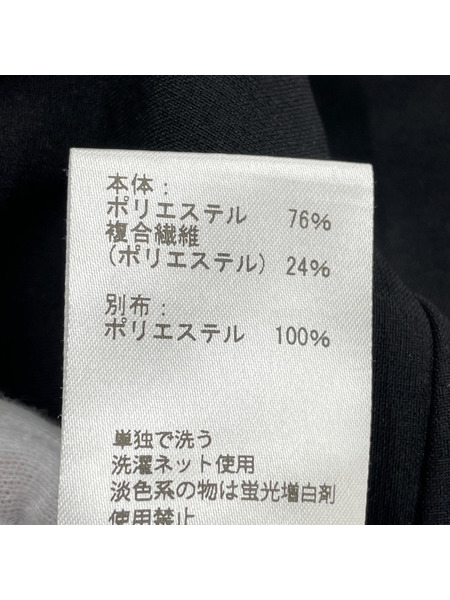 本体:
ポリエステル 76%
複合繊維
(ポリエステル) 24%
別布:
ポリエステル 100%
単独で洗う
洗濯ネット使用
淡色系の物は蛍光増白剤
使用禁止